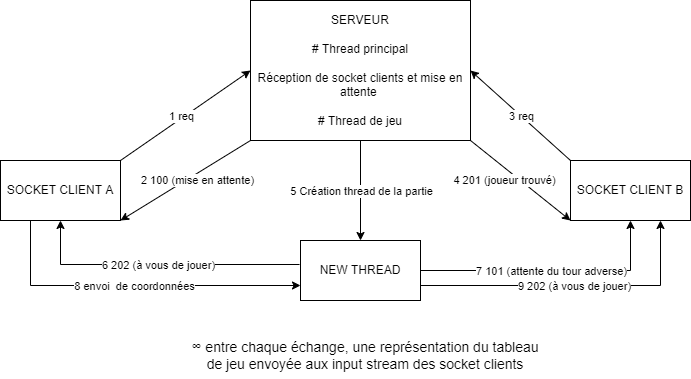 SERVEUR
# Thread principal
Réception de socket clients et mise en
attente
# Thread de jeu
1 req
3 req
2 100 (mise en attente)
4 201 (joueur trouvé)
SOCKET CLIENT A
5 Création thread de la partie
SOCKET CLIENT B
6 202 (à vous de jouer)
NEW THREAD
7 101 (attente du tour adverse)
8 envoi de coordonnées
9 202 (à vous de jouer)
∞ entre chaque échange, une représentation du tableau
de jeu envoyée aux input stream des socket clients